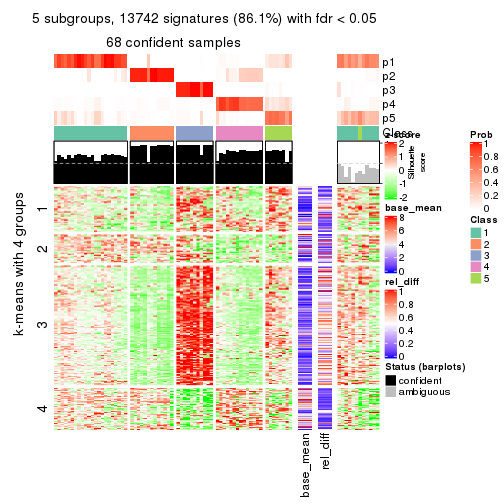 5 subgroups, 13742 signatures (86.1%) with fdr < 0.05
68 confident samples
p1
p2
p3
p4
p5
Class
Silhouette
score
z-score
2
1
0
-1
-2
base_mean
8
6
4
2
0
rel_diff
1
0.8
0.6
0.4
0.2
0
Status (barplots)
confident
ambiguous
Prob
1
0.8
0.6
0.4
0.2
0
Class
1
2
3
4
5
k-means with 4 groups
1
2
3
4
base_mean
rel_diff